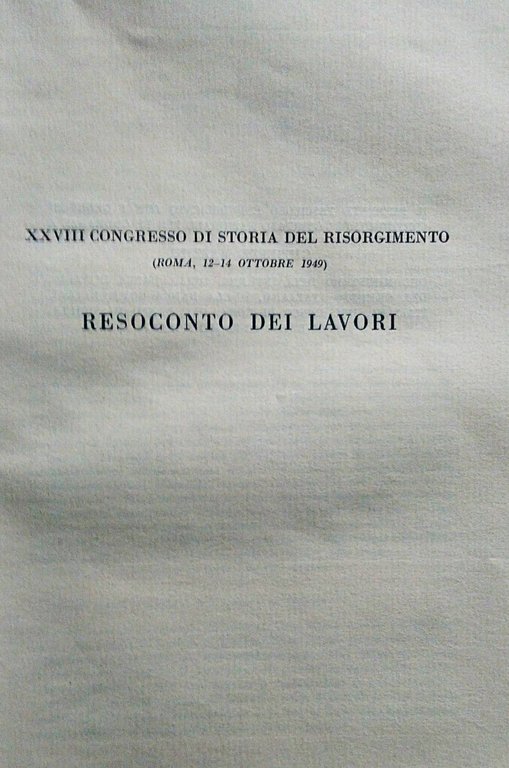 XXVIII CONGRESSO DI STORIA DEL RISORGIMENTO
(ROMA, 12-14 OTTOBRE 1949)
RESOCONTO DEI LAVORI